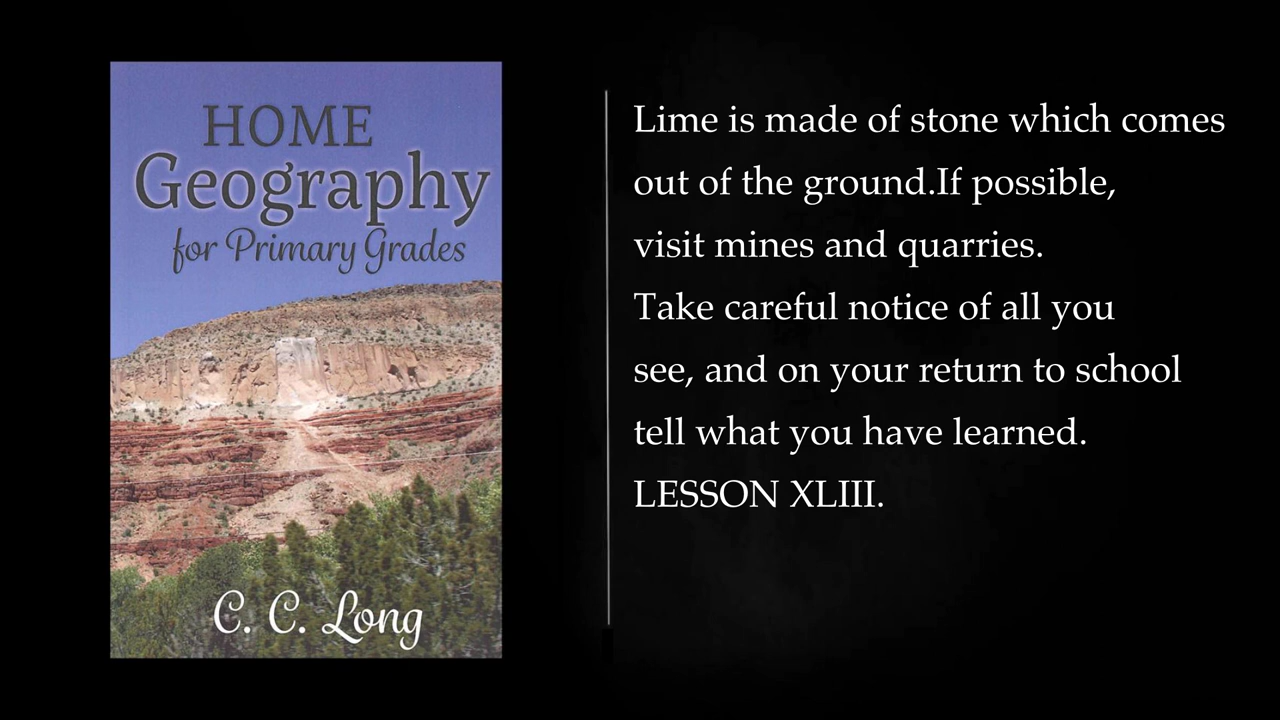 HOME
Geography
for Primary Grades
C. C. Long
Lime is made of stone which comes
out of the ground.If possible,
visit mines and quarries.
Take careful notice of all you
see, and on your return to school
tell what you have learned.
LESSON XLIII.